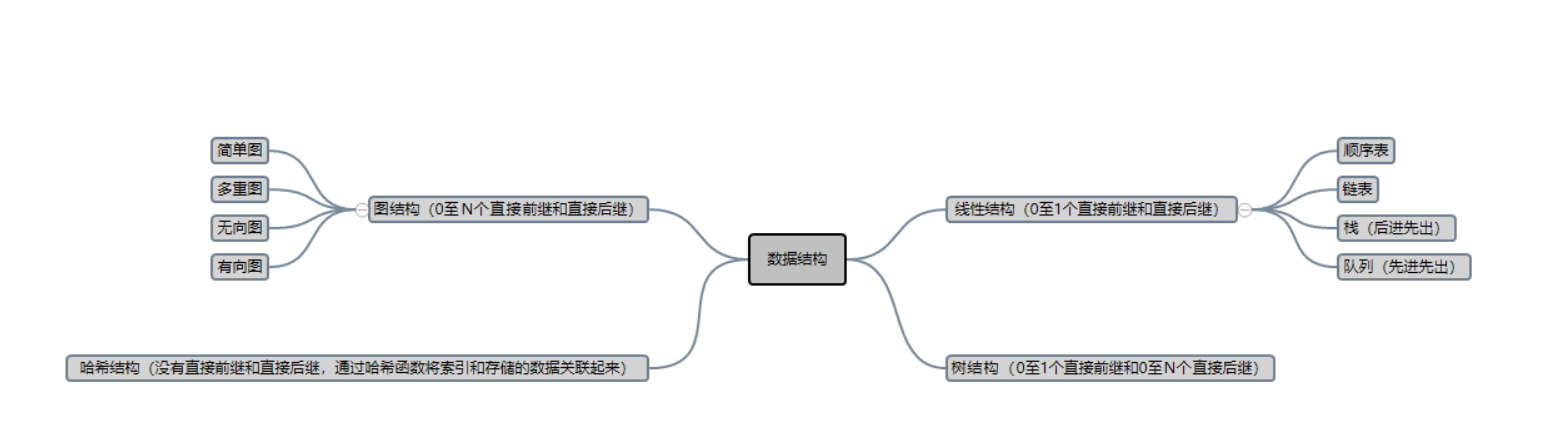 简单图
多重图
无向图
有向图
图结构（0至N个直接前继和直接后继）
哈希结构（没有直接前继和直接后继，通过哈希函数将索引和存储的数据关联起来）
数据结构
线性结构（0至1个直接前继和直接后继）
顺序表
链表
栈（后进先出）
队列（先进先出）
树结构（0至1个直接前继和0至N个直接后继）